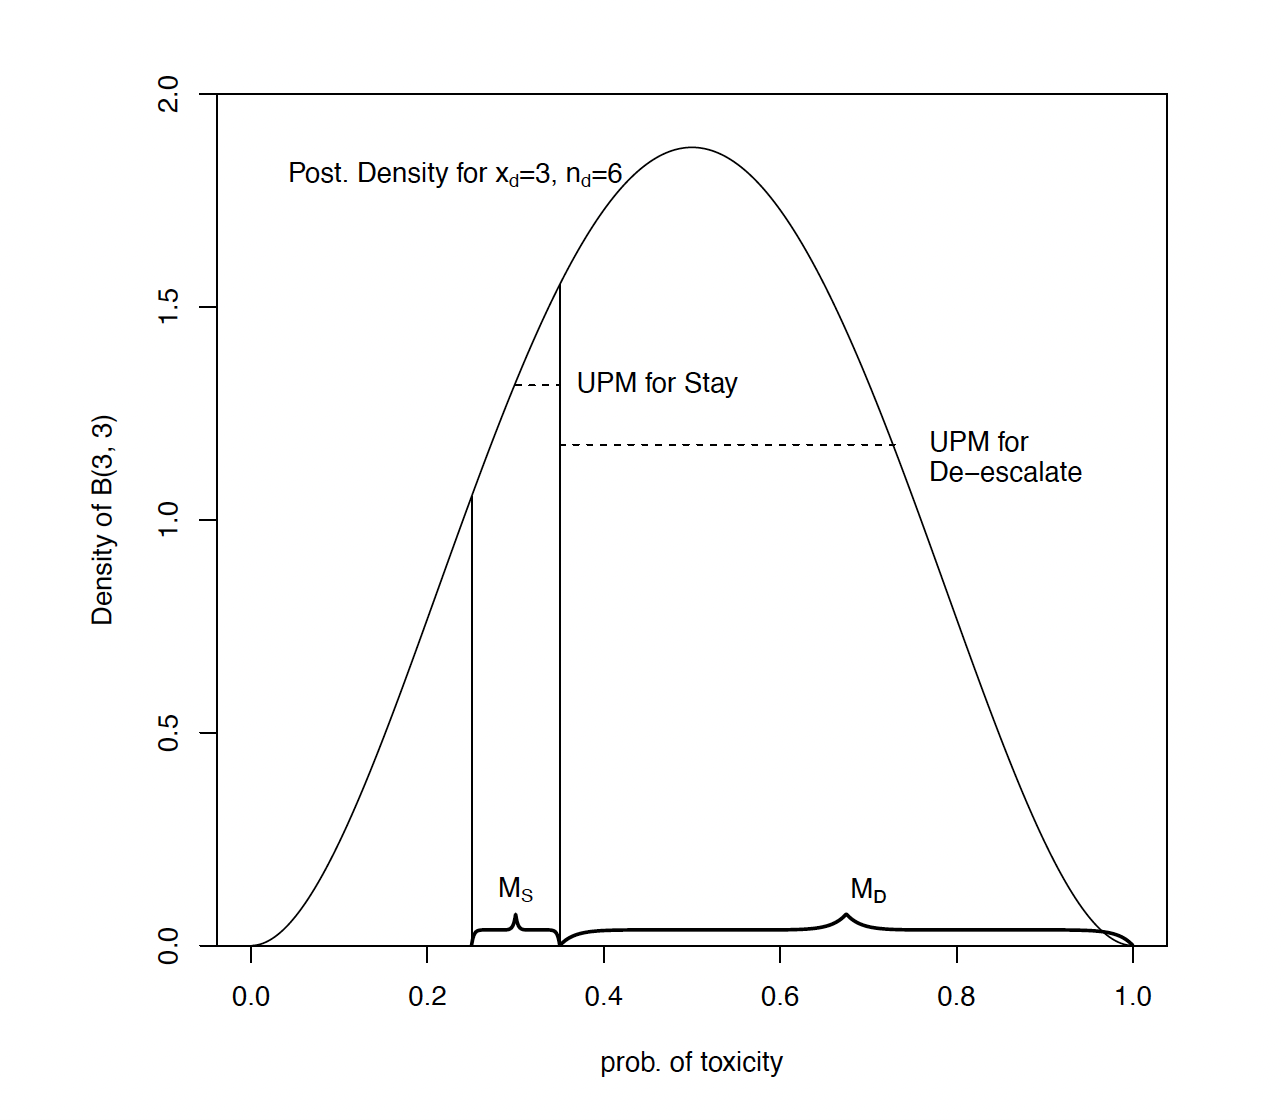 2.0
1.5
1.0
0.5
0.0
Density of B(3, 3)
Post. Density for xd=3, nd=6
UPM for Stay
UPM for
De−escalate
MS
MD
0.0 0.2 0.4 0.6 0.8 1.0
prob. of toxicity